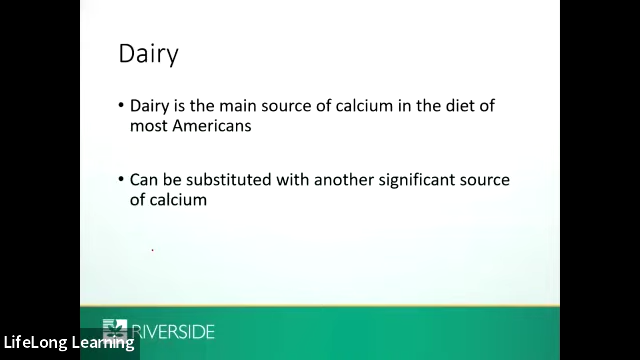 Dairy
• Dairy is the main source of calcium in the diet of
most Americans
• Can be substituted with another significant source
of calcium
RIVERSIDE
LifeLong Learning